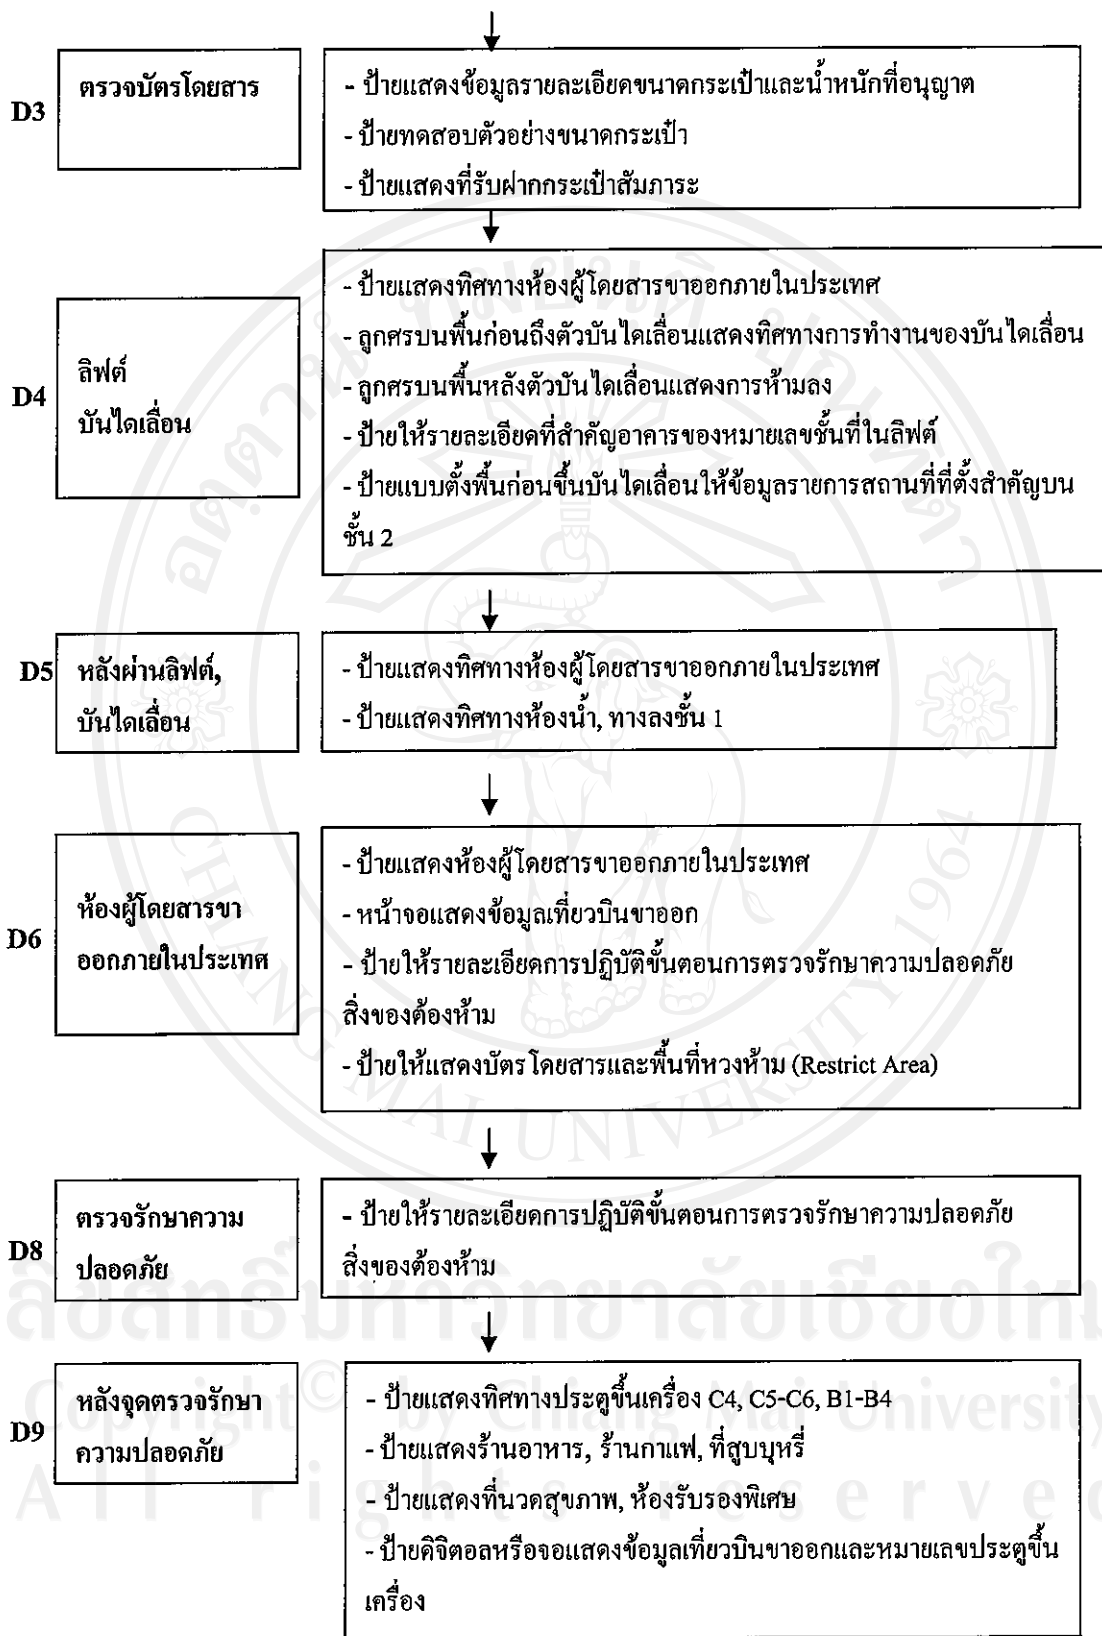 D3
ตรวจบัตรโดยสาร
- ป้ายแสดงข้อมูลรายละเอียดขนาดกระเป๋าและน้ำหนักที่อนุญาต
- ป้ายทดสอบตัวอย่างขนาดกระเป๋า
- ป้ายแสดงที่รับฝากกระเป๋าสัมภาระ
D4
ลิฟต์
บันไดเลื่อน
- ป้ายแสดงทิศทางห้องผู้โดยสารขาออกภายในประเทศ
- ลูกศรบนพื้นก่อนถึงตัวบันไดเลื่อนแสดงทิศทางการทำงานของบันไดเลื่อน
- ลูกศรบนพื้นหลังตัวบันไดเลื่อนแสดงการห้ามลง
- ป้ายให้รายละเอียดที่สำคัญอาคารของหมายเลขชั้นที่ในลิฟต์
- ป้ายแบบตั้งพื้นก่อนขึ้นบันไดเลื่อนให้ข้อมูลรายการสถานที่ที่ตั้งสำคัญบน
ชั้น 2
D5
หลังผ่านลิฟต์,
บันไดเลื่อน
- ป้ายแสดงทิศทางห้องผู้โดยสารขาออกภายในประเทศ
- ป้ายแสดงทิศทางห้องน้ำ, ทางลงชั้น 1
D6
ห้องผู้โดยสารขา
ออกภายในประเทศ
- ป้ายแสดงห้องผู้โดยสารขาออกภายในประเทศ
- หน้าจอแสดงข้อมูลเที่ยวบินขาออก
- ป้ายให้รายละเอียดการปฏิบัติขั้นตอนการตรวจรักษาความปลอดภัย
สิ่งของต้องห้าม
- ป้ายให้แสดงบัตรโดยสารและพื้นที่หวงห้าม (Restrict Area)
D8
ตรวจรักษาความ
ปลอดภัย
- ป้ายให้รายละเอียดการปฏิบัติขั้นตอนการตรวจรักษาความปลอดภัย
สิ่งของต้องห้าม
D9
หลังจุดตรวจรักษา
ความปลอดภัย
- ป้ายแสดงทิศทางประตูขึ้นเครื่อง C4, C5-C6, B1-B4
- ป้ายแสดงร้านอาหาร, ร้านกาแฟ, ที่สูบบุหรี่
- ป้ายแสดงที่นวดสุขภาพ, ห้องรับรองพิเศษ
- ป้ายดิจิตอลหรือจอแสดงข้อมูลเที่ยวบินขาออกและหมายเลขประตูขึ้น
เครื่อง
อตฺตานํ ทมยนฺติ ปณฺฑิตา
CHIANG MAI UNIVERSITY 1964
ลิขสิทธิ์มหาวิทยาลัยเชียงใหม่
Copyright© by Chiang Mai University
All rights reserved